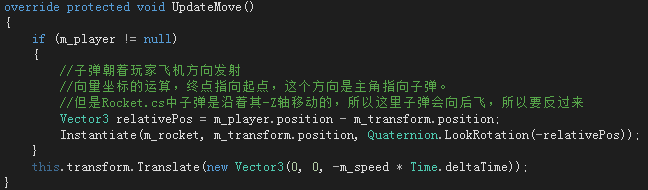 override protected void UpdateMove()
{
if (m_player != null)
{
//子弹朝着玩家飞机方向发射
//向量坐标的运算，终点指向起点，这个方向是主角指向子弹。
//但是Rocket.cs中子弹是沿着其-Z轴移动的，所以这里子弹会向后飞，所以要反过来
Vector3 relativePos = m_player.position - m_transform.position;
Instantiate(m_rocket, m_transform.position, Quaternion.LookRotation(-relativePos));
}
this.transform.Translate(new Vector3(0, 0, -m_speed * Time.deltaTime));
}